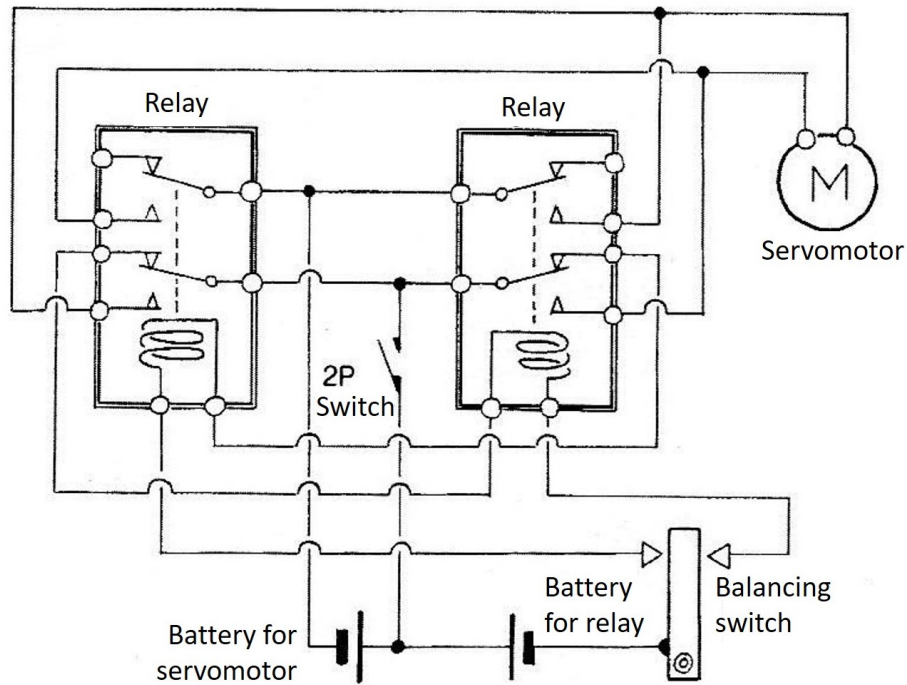 Relay
Relay
M
Servomotor
2P
Switch
Battery
for relay
Balancing
switch
Battery for
servomotor